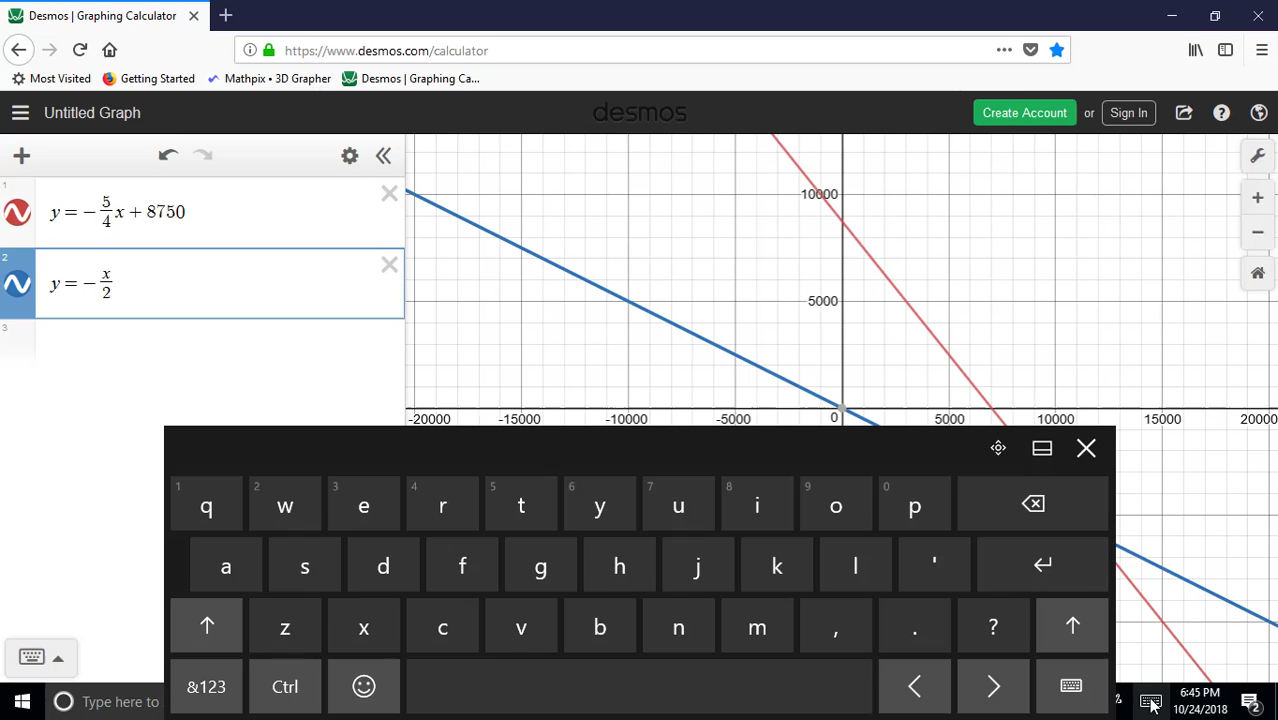 Desmos | Graphing Calculator
https://www.desmos.com/calculator
Most Visited Getting Started Mathpix • 3D Grapher Desmos | Graphing Ca...
Untitled Graph desmos Create Account or Sign In
1
y = −5/4x + 8750
2
y = −x/2
3
10000
5000
-20000 -15000 -10000 -5000 0 5000 10000 15000 20000
1 q 2 w 3 e 4 r 5 t 6 y 7 u 8 i 9 o 0 p
a s d f g h j k l '
z x c v b n m , . ?
&123 Ctrl < >
Type here to
6:45 PM
10/24/2018
2